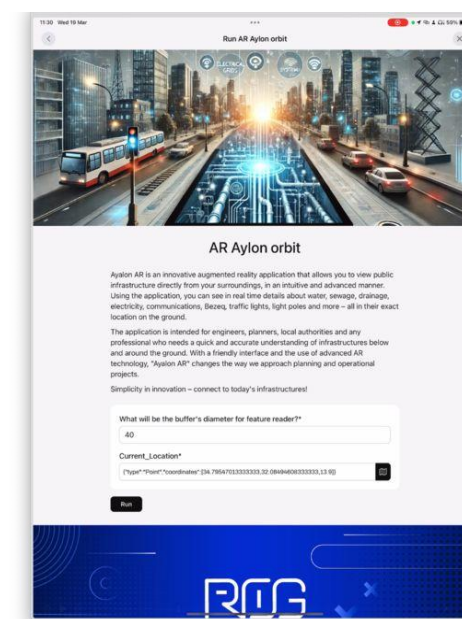 11:30 Wed 19 Mar
59%
Run AR Aylon orbit
ELECTRICAL
GRES
SYSTEM
AR Aylon orbit
Ayalon AR is an innovative augmented reality application that allows you to view public
infrastructure directly from your surroundings, in an intuitive and advanced manner.
Using the application, you can see in real time details about water, sewage, drainage,
electricity, communications, Bezeq, traffic lights, light poles and more – all in their exact
location on the ground.
The application is intended for engineers, planners, local authorities and any
professional who needs a quick and accurate understanding of infrastructures below
and around the ground. With a friendly interface and the use of advanced AR
technology, "Ayalon AR" changes the way we approach planning and operational
projects.
Simplicity in innovation – connect to today's infrastructures!
What will be the buffer's diameter for feature reader?*
40
Current_Location*
{"type":"Point","coordinates":[34.79547013333333,32.08494608333333,13.9]}
Run